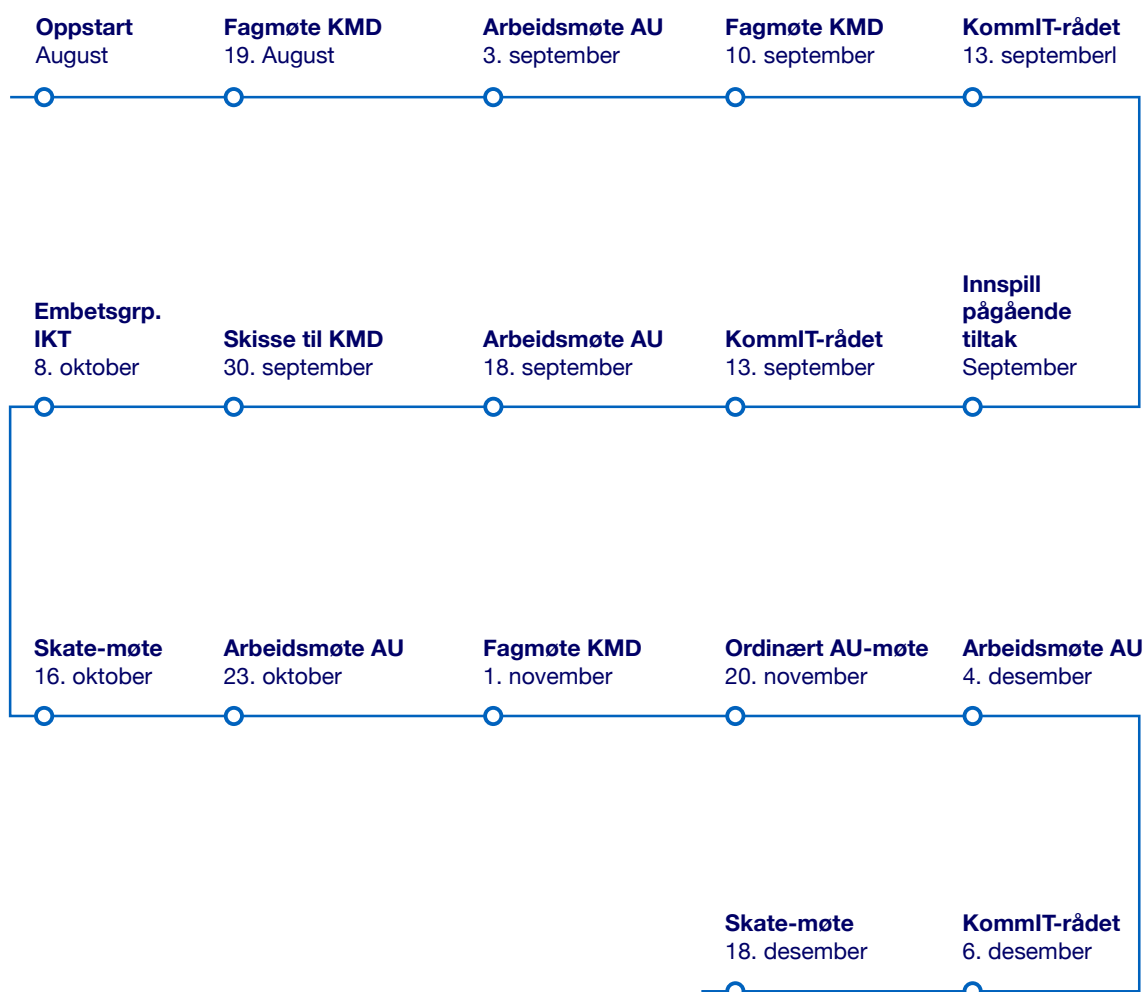 Oppstart
August
Fagmøte KMD
19. August
Arbeidsmøte AU
3. september
Fagmøte KMD
10. september
KommIT-rådet
13. septemberl
Embetsgrp.
IKT
8. oktober
Skisse til KMD
30. september
Arbeidsmøte AU
18. september
KommIT-rådet
13. september
Innspill
pågående
tiltak
September
Skate-møte
16. oktober
Arbeidsmøte AU
23. oktober
Fagmøte KMD
1. november
Ordinært AU-møte
20. november
Arbeidsmøte AU
4. desember
Skate-møte
18. desember
KommIT-rådet
6. desember